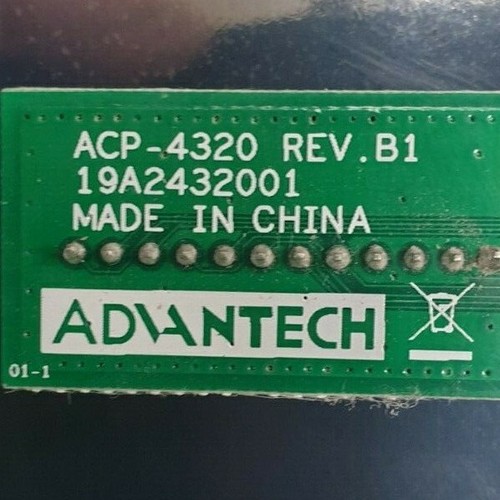 ACP-4320 REV.B1
19A2432001
MADE IN CHINA
ADVANTECH
01-1